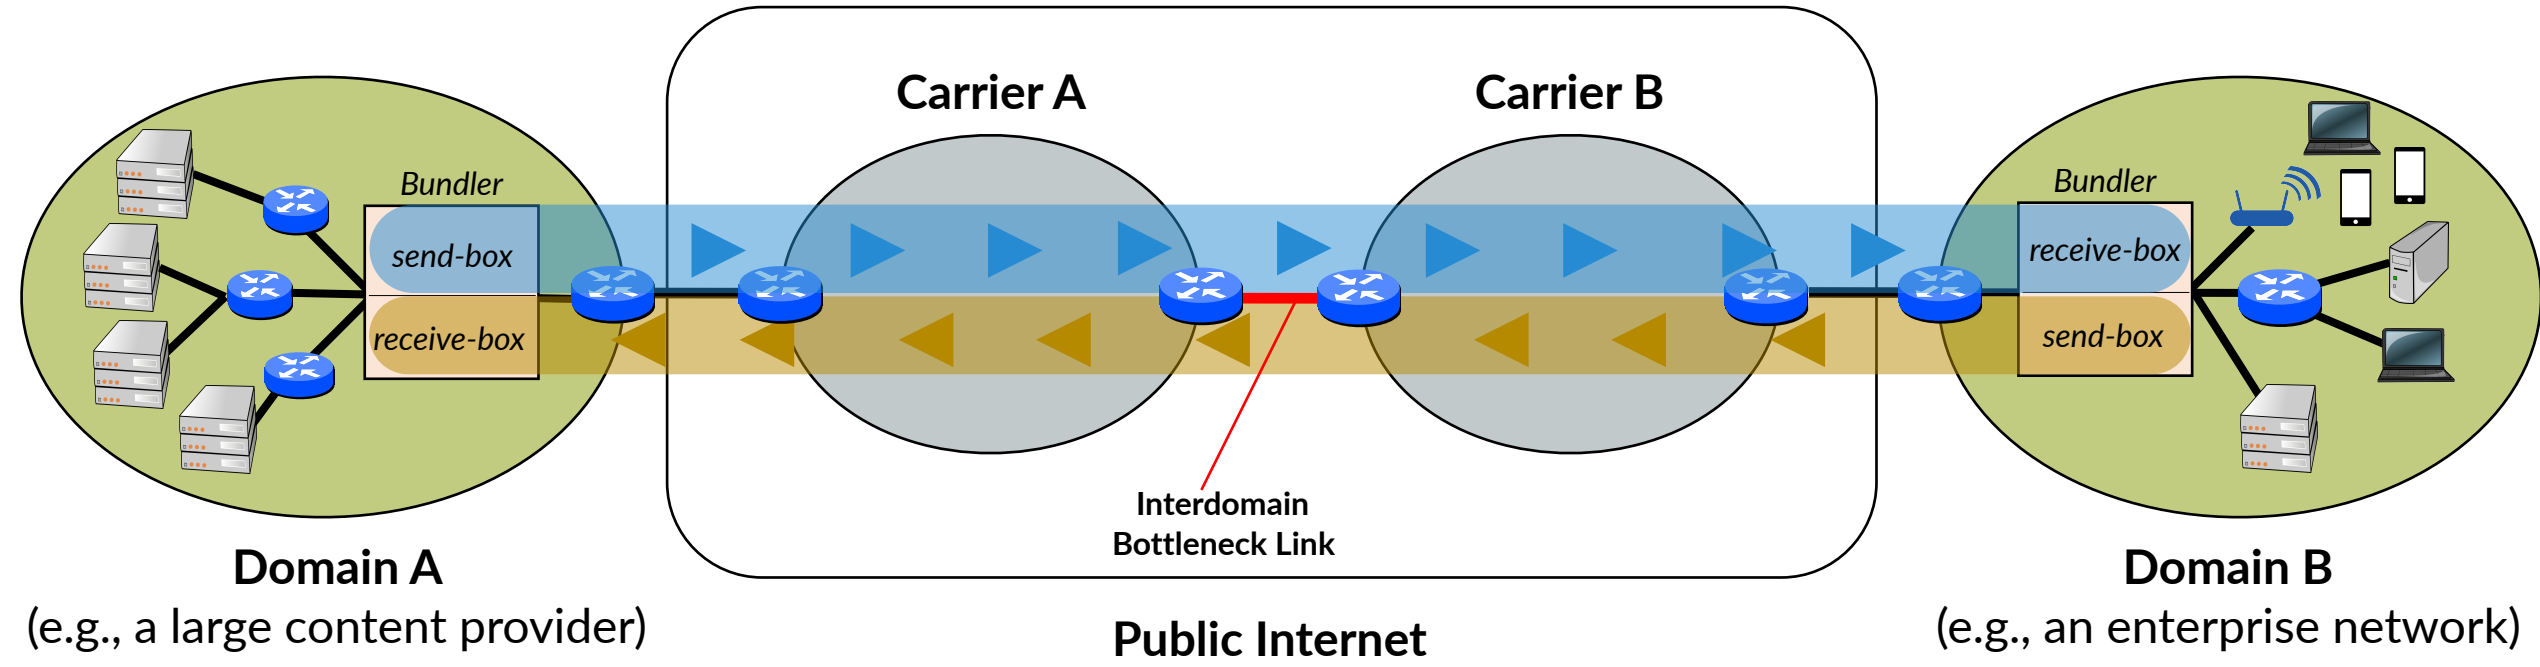 Carrier A
Carrier B
Bundler
send-box
receive-box
Bundler
receive-box
send-box
Interdomain
Bottleneck Link
Domain A
(e.g., a large content provider)
Domain B
(e.g., an enterprise network)
Public Internet